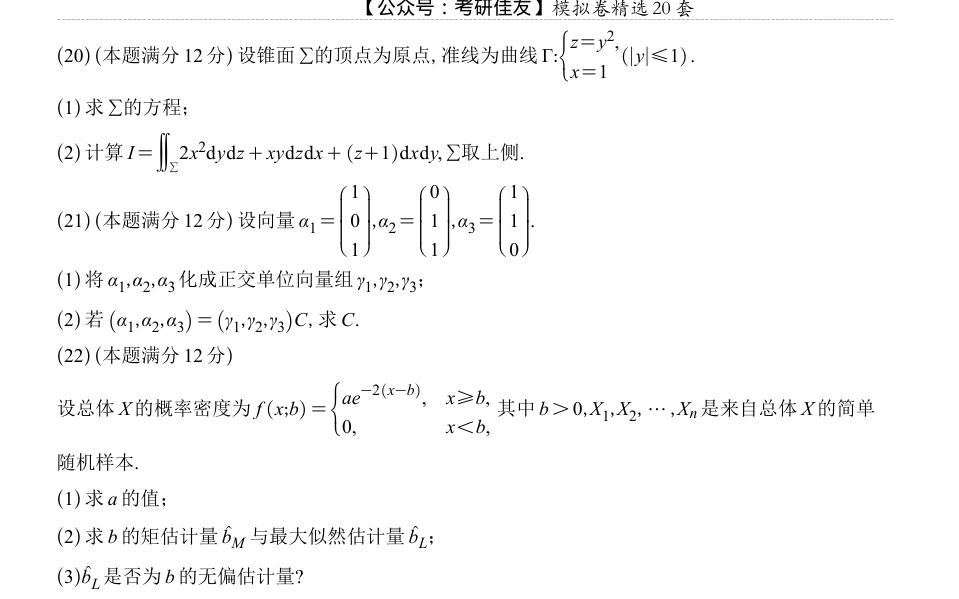 【公众号：考研佳友】模拟卷精选20套
(20) (本题满分 12 分) 设锥面 Σ的顶点为原点, 准线为曲线 Γ:{z=y², x=1 (|y|≤1).
(1) 求 Σ的方程;
(2) 计算 I=∬_Σ 2x²dydz+xydzdx+(z+1)dxdy, Σ取上侧.
(21) (本题满分 12 分) 设向量 α₁=(1 0 1), α₂=(0 1 1), α₃=(1 1 0).
(1) 将 α₁,α₂,α₃ 化成正交单位向量组 γ₁,γ₂,γ₃;
(2) 若 (α₁,α₂,α₃)=(γ₁,γ₂,γ₃)C, 求 C.
(22) (本题满分 12 分)
设总体 X的概率密度为 f(x;b)={ae^{-2(x-b)}, x≥b, 0, x<b, 其中 b>0,X₁,X₂, ⋯ ,Xₙ 是来自总体 X的简单
随机样本.
(1) 求 a 的值;
(2) 求 b 的矩估计量 b̂_M 与最大似然估计量 b̂_L;
(3)b̂_L 是否为 b 的无偏估计量?